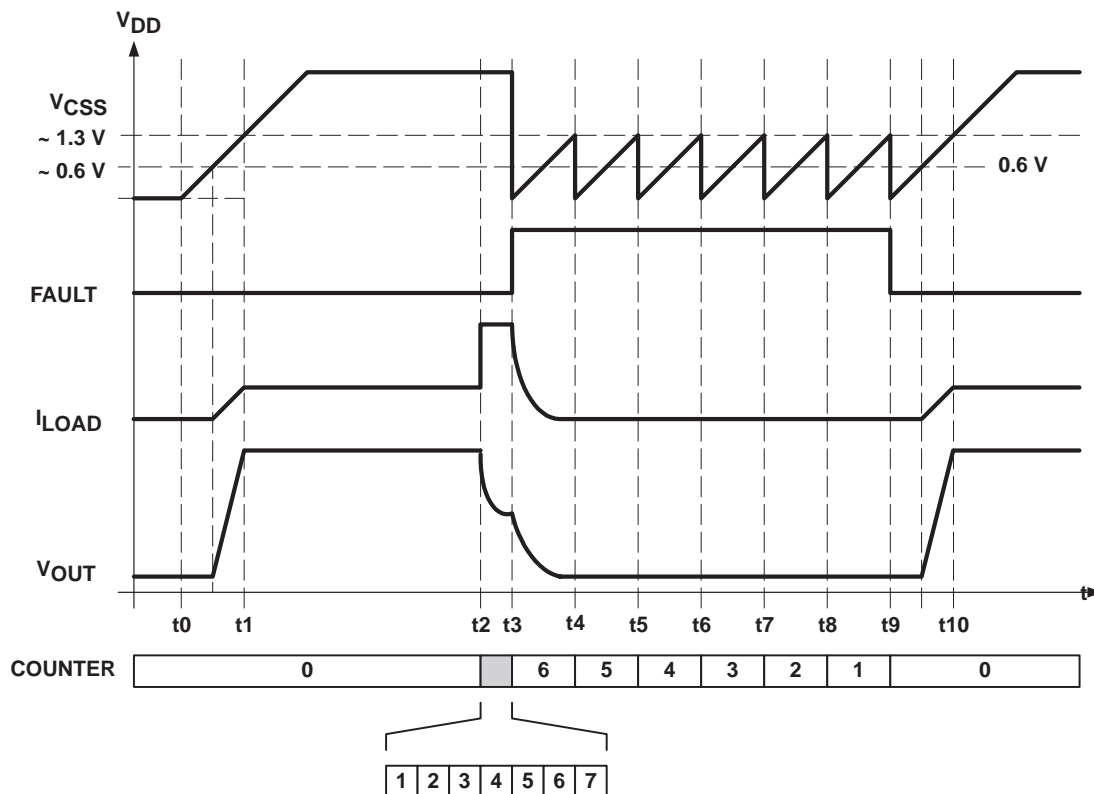 VDD
VCSS
~ 1.3 V
~ 0.6 V
0.6 V
FAULT
ILOAD
VOUT
t
t0 t1 t2 t3 t4 t5 t6 t7 t8 t9 t10
COUNTER 0 6 5 4 3 2 1 0
1 2 3 4 5 6 7